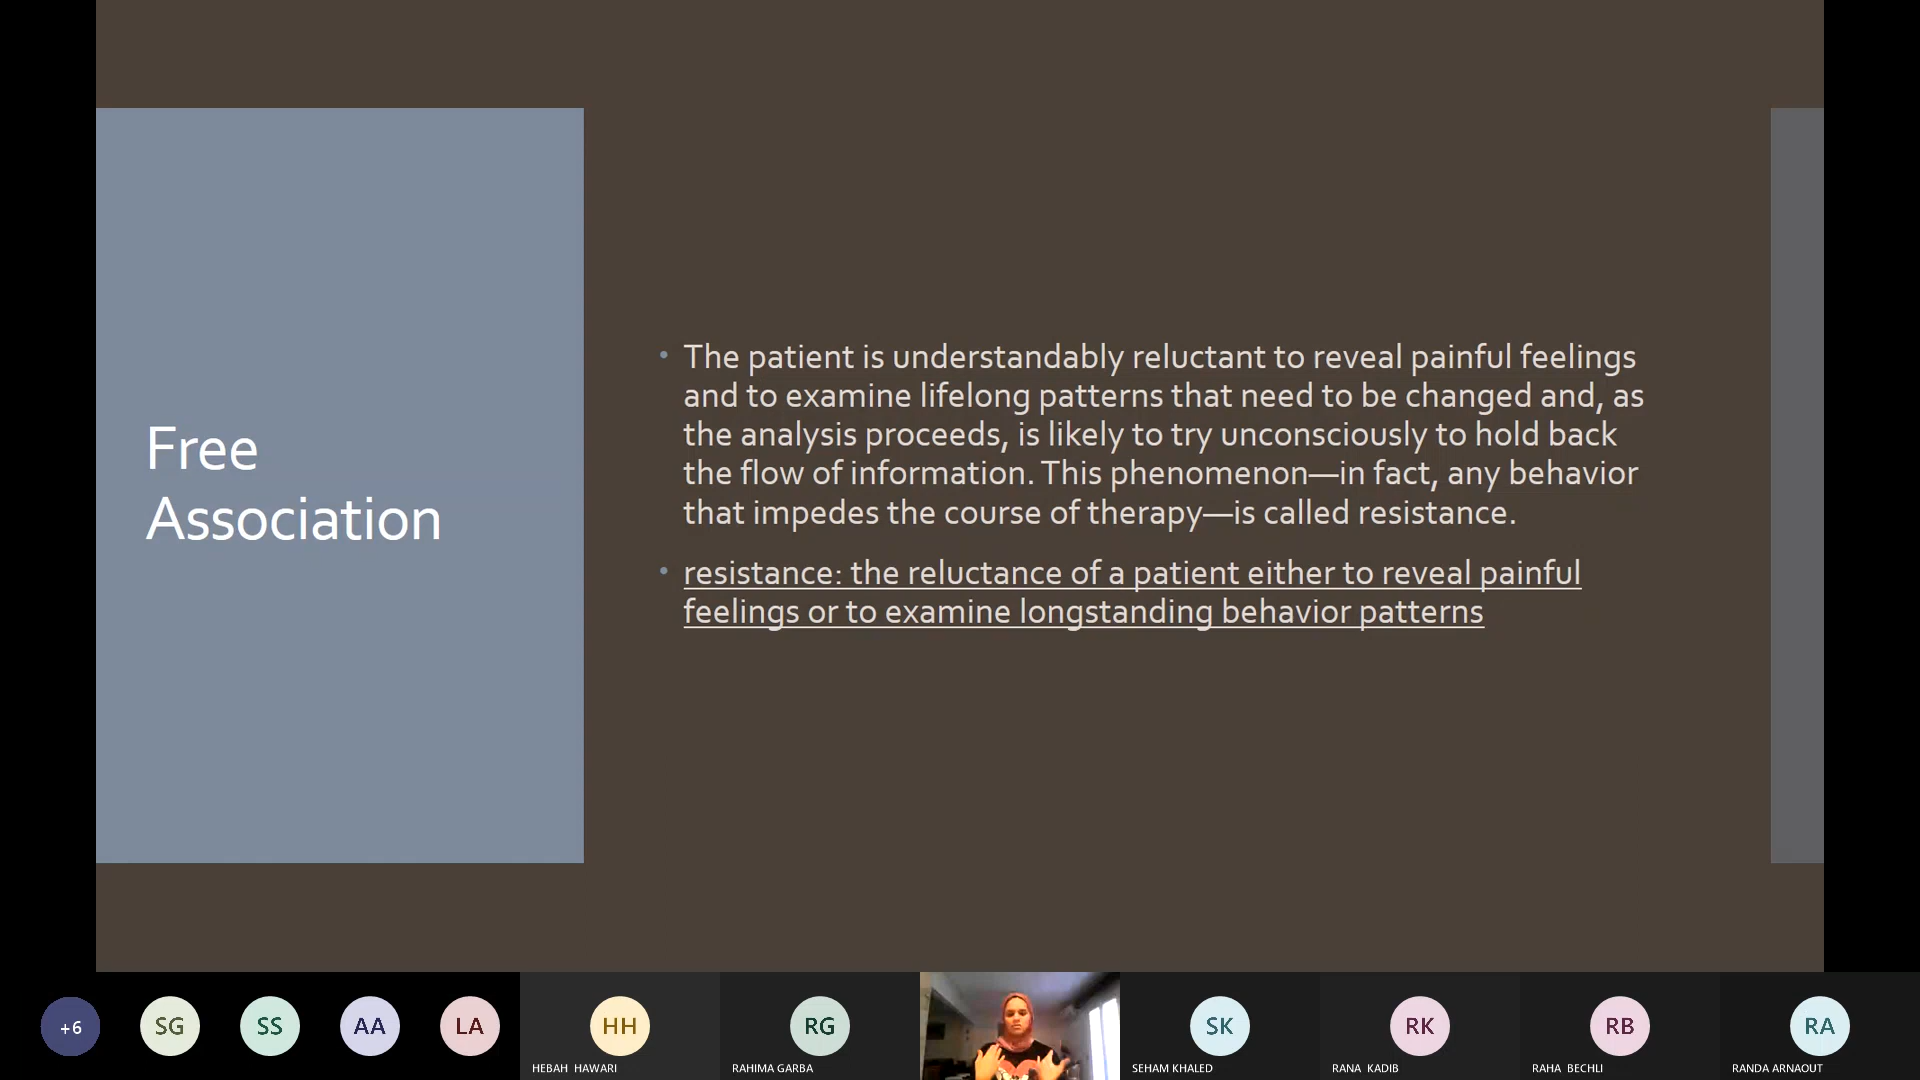 Free
Association
• The patient is understandably reluctant to reveal painful feelings
and to examine lifelong patterns that need to be changed and, as
the analysis proceeds, is likely to try unconsciously to hold back
the flow of information. This phenomenon—in fact, any behavior
that impedes the course of therapy—is called resistance.
• resistance: the reluctance of a patient either to reveal painful
feelings or to examine longstanding behavior patterns
+6
SG
SS
AA
LA
HH
HEBAH HAWARI
RG
RAHIMA GARBA
SK
SEHAM KHALED
RK
RANA KADIB
RB
RAHA BECHLI
RA
RANDA ARNAOUT